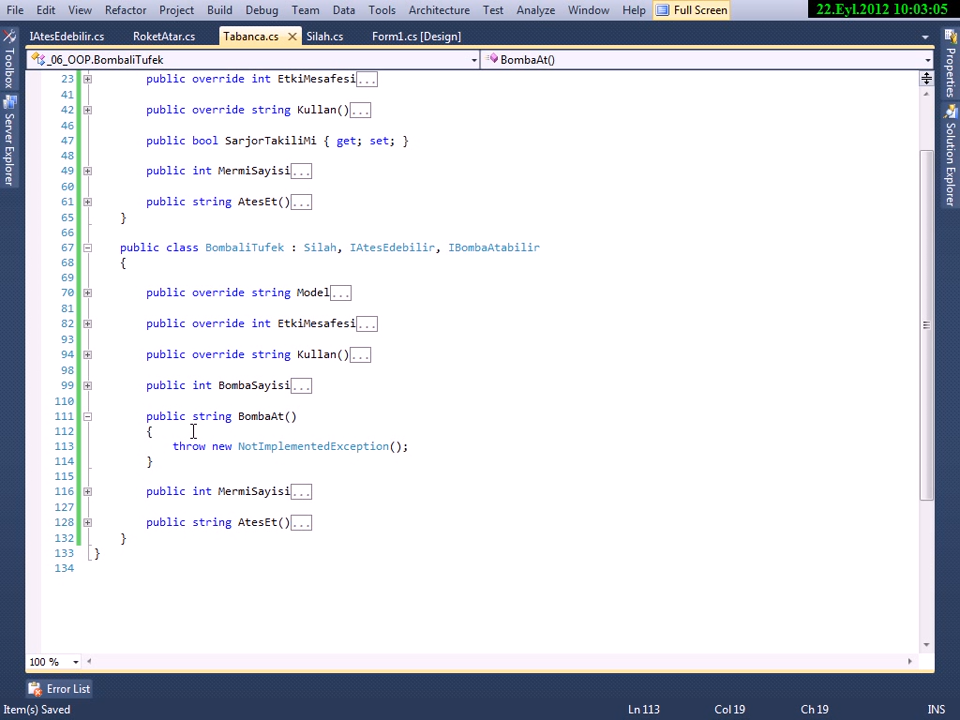 File Edit View Refactor Project Build Debug Team Data Tools Architecture Test Analyze Window Help Full Screen 22.Eyl.2012 10:03:05
IAtesEdebilir.cs RoketAtar.cs Tabanca.cs Silah.cs Form1.cs [Design]
_06_OOP.BombaliTufek BombaAt()
Toolbox
Server Explorer
Properties
Solution Explorer
23 public override int EtkiMesafesi...
41
42 public override string Kullan()...
46
47 public bool SarjorTakiliMi { get; set; }
48
49 public int MermiSayisi...
60
61 public string AtesEt()...
65 }
66
67 public class BombaliTufek : Silah, IAtesEdebilir, IBombaAtabilir
68 {
69
70 public override string Model...
81
82 public override int EtkiMesafesi...
93
94 public override string Kullan()...
98
99 public int BombaSayisi...
110
111 public string BombaAt()
112 {
113 throw new NotImplementedException();
114 }
115
116 public int MermiSayisi...
127
128 public string AtesEt()...
132 }
133 }
134
100 %
Error List
Item(s) Saved Ln 113 Col 19 Ch 19 INS